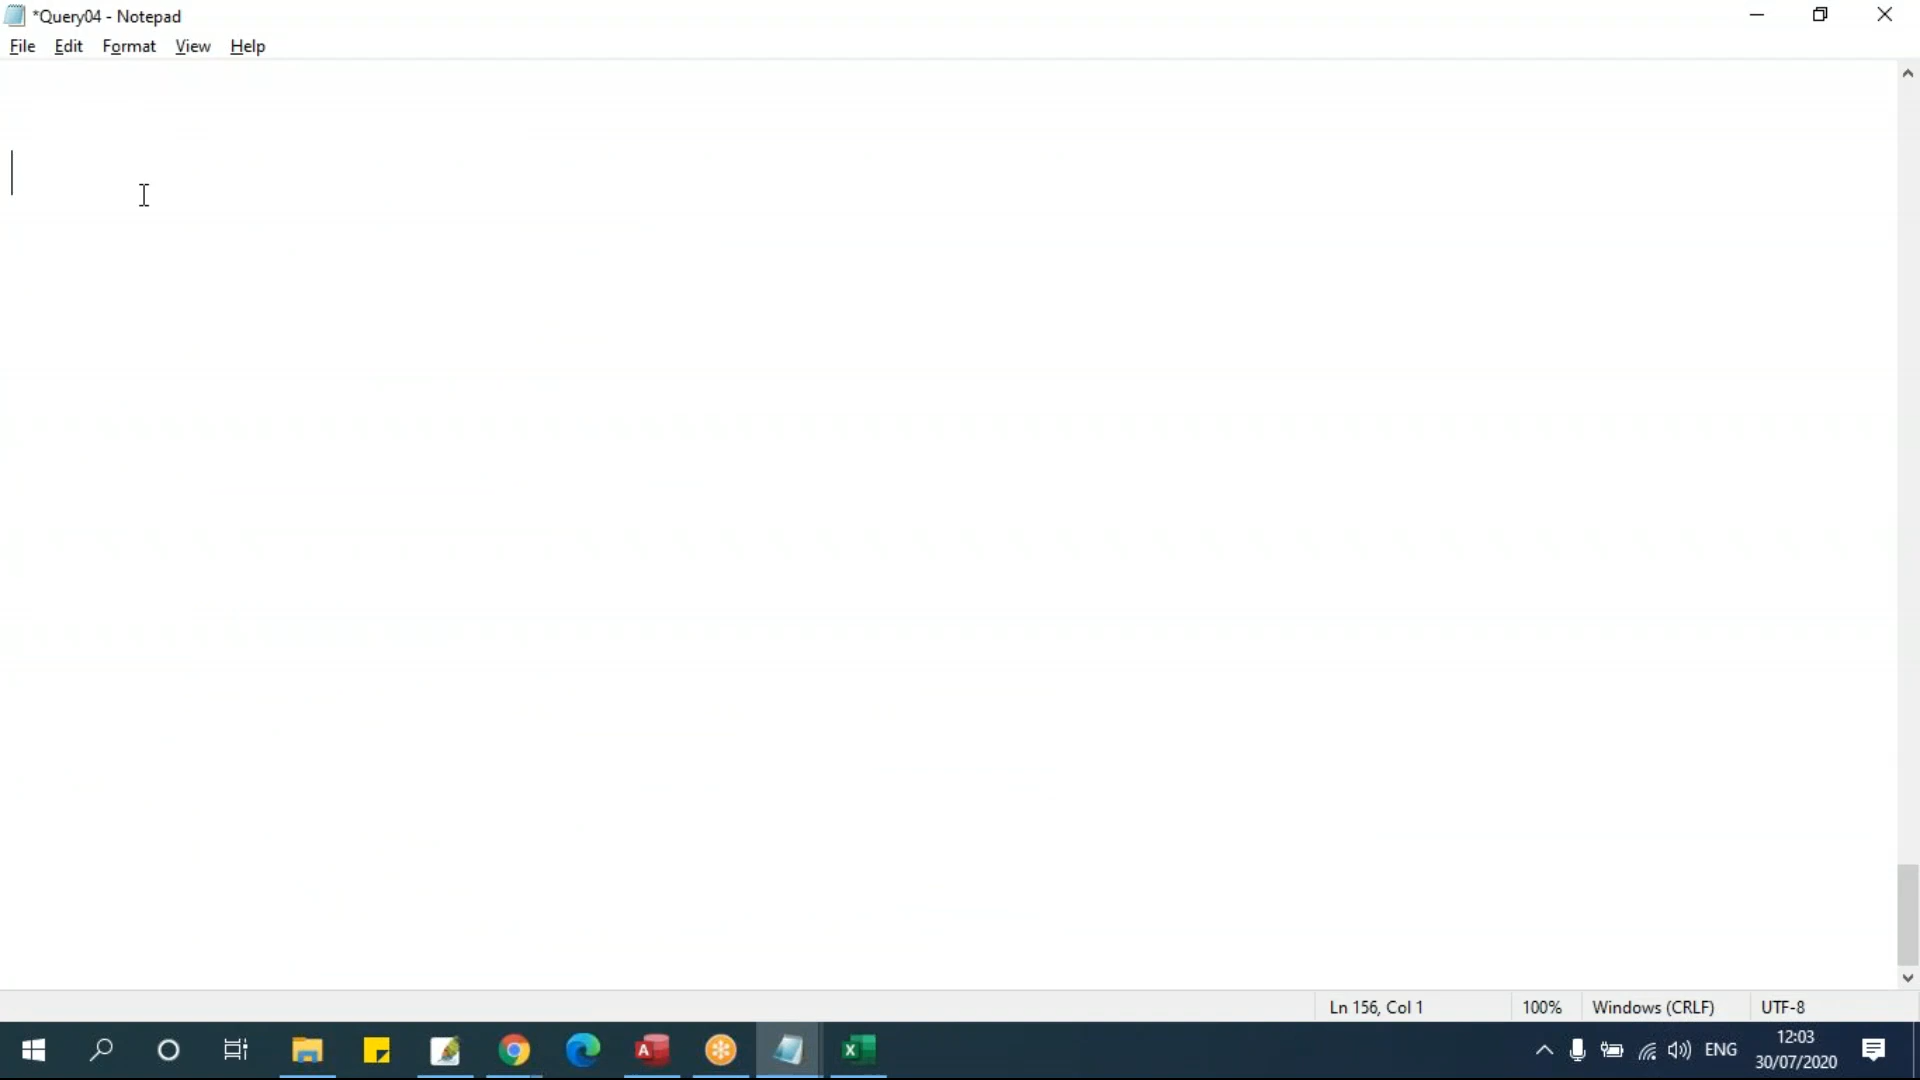 *Query04 - Notepad
File Edit Format View Help
Ln 156, Col 1 100% Windows (CRLF) UTF-8
A X ENG 12:03
30/07/2020